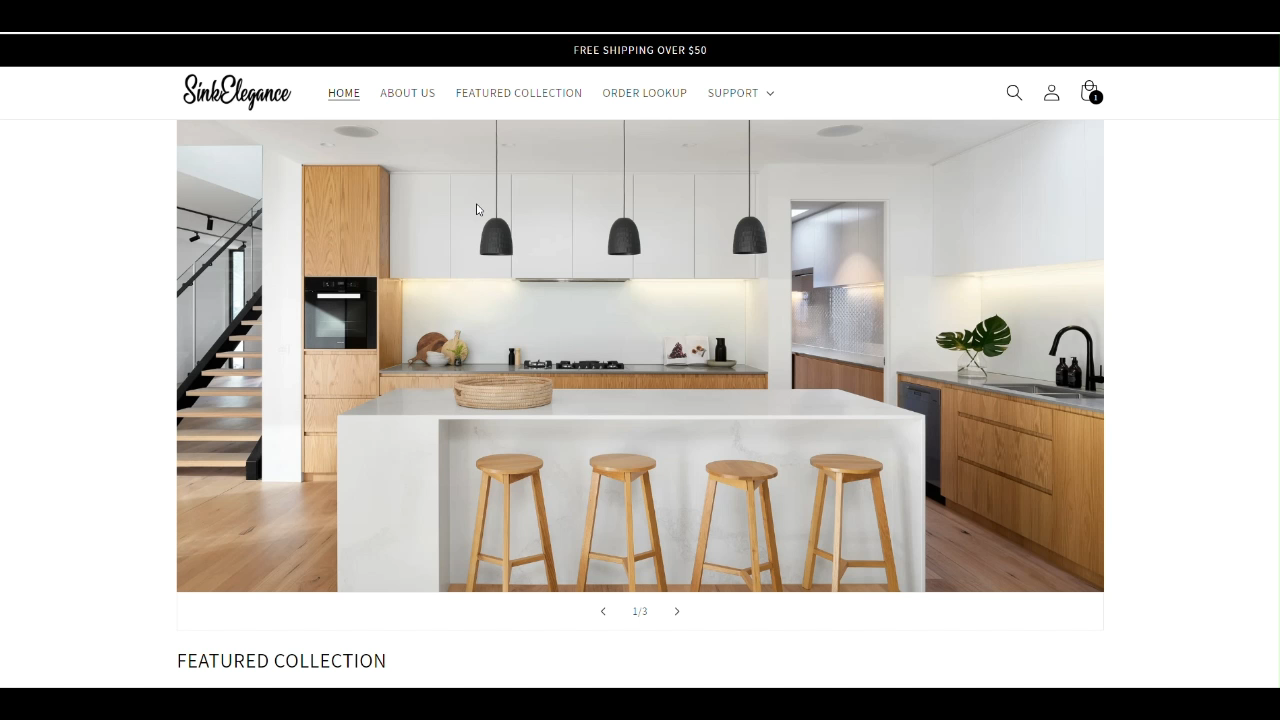 FREE SHIPPING OVER $50
SinkElegance
HOME ABOUT US FEATURED COLLECTION ORDER LOOKUP SUPPORT
1
1/3
FEATURED COLLECTION